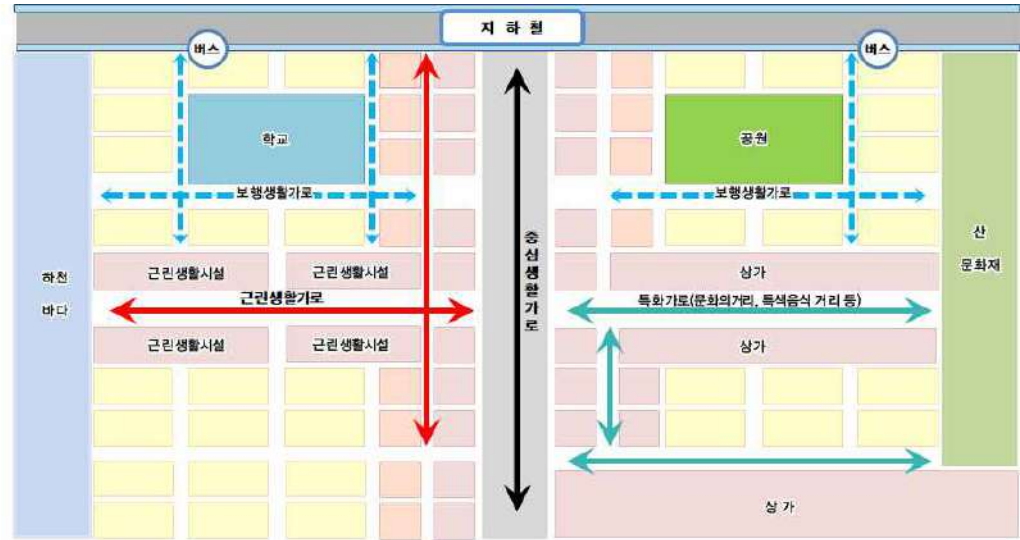 지 하 철
버스
버스
학교
공원
보행생활가로
보행생활가로
중심생활가로
산
문화재
하천
바다
근린생활시설
근린생활시설
상가
근린생활가로
특화가로(문화의거리, 특색음식 거리 등)
근린생활시설
근린생활시설
상가
상 가